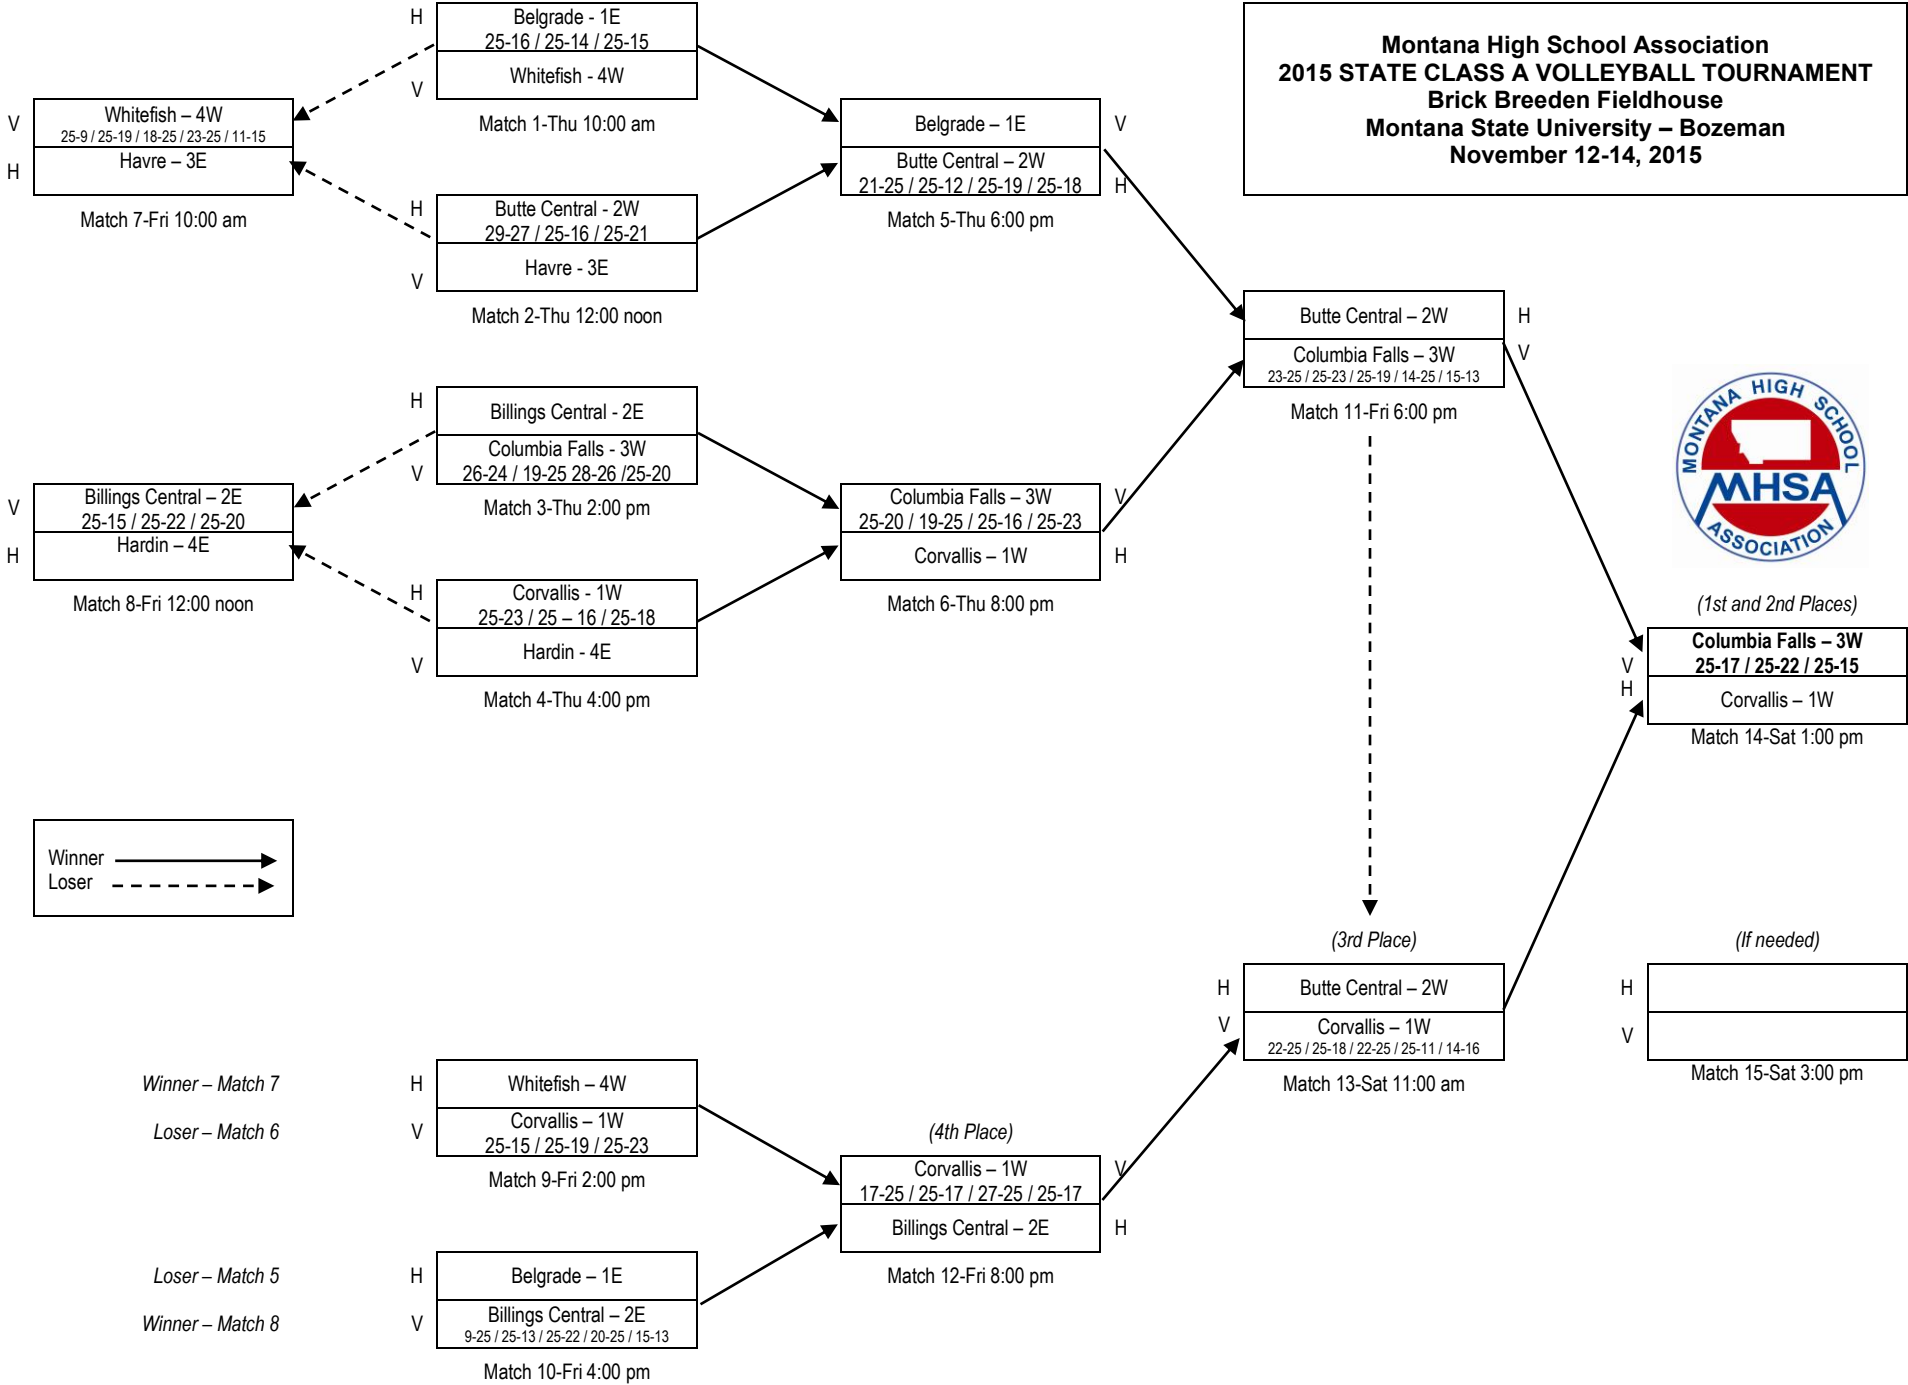 Montana High School Association
2015 STATE CLASS A VOLLEYBALL TOURNAMENT
Brick Breeden Fieldhouse
Montana State University – Bozeman
November 12-14, 2015
H
Belgrade - 1E
25-16 / 25-14 / 25-15
Whitefish - 4W
V
Match 1-Thu 10:00 am
V
Whitefish – 4W
25-9 / 25-19 / 18-25 / 23-25 / 11-15
H
Havre – 3E
Match 7-Fri 10:00 am
H
Butte Central - 2W
29-27 / 25-16 / 25-21
Havre - 3E
V
Match 2-Thu 12:00 noon
Belgrade – 1E
V
Butte Central – 2W
21-25 / 25-12 / 25-19 / 25-18
H
Match 5-Thu 6:00 pm
Butte Central – 2W
H
Columbia Falls – 3W
V
23-25 / 25-23 / 25-19 / 14-25 / 15-13
Match 11-Fri 6:00 pm
H
Billings Central - 2E
Columbia Falls - 3W
V
26-24 / 19-25 28-26 /25-20
Match 3-Thu 2:00 pm
V
Billings Central – 2E
25-15 / 25-22 / 25-20
H
Hardin – 4E
Match 8-Fri 12:00 noon
H
Corvallis - 1W
25-23 / 25 – 16 / 25-18
Hardin - 4E
V
Match 4-Thu 4:00 pm
Columbia Falls – 3W
V
25-20 / 19-25 / 25-16 / 25-23
Corvallis – 1W
H
Match 6-Thu 8:00 pm
MONTANA HIGH SCHOOL
MHSA
ASSOCIATION
(1st and 2nd Places)
Columbia Falls – 3W
V
25-17 / 25-22 / 25-15
H
Corvallis – 1W
Match 14-Sat 1:00 pm
Winner
Loser
(3rd Place)
H
Butte Central – 2W
V
Corvallis – 1W
22-25 / 25-18 / 22-25 / 25-11 / 14-16
Match 13-Sat 11:00 am
(If needed)
H
V
Match 15-Sat 3:00 pm
Winner – Match 7
H
Whitefish – 4W
Loser – Match 6
V
Corvallis – 1W
25-15 / 25-19 / 25-23
Match 9-Fri 2:00 pm
(4th Place)
Corvallis – 1W
V
17-25 / 25-17 / 27-25 / 25-17
Billings Central – 2E
H
Match 12-Fri 8:00 pm
Loser – Match 5
H
Belgrade – 1E
Winner – Match 8
V
Billings Central – 2E
9-25 / 25-13 / 25-22 / 20-25 / 15-13
Match 10-Fri 4:00 pm